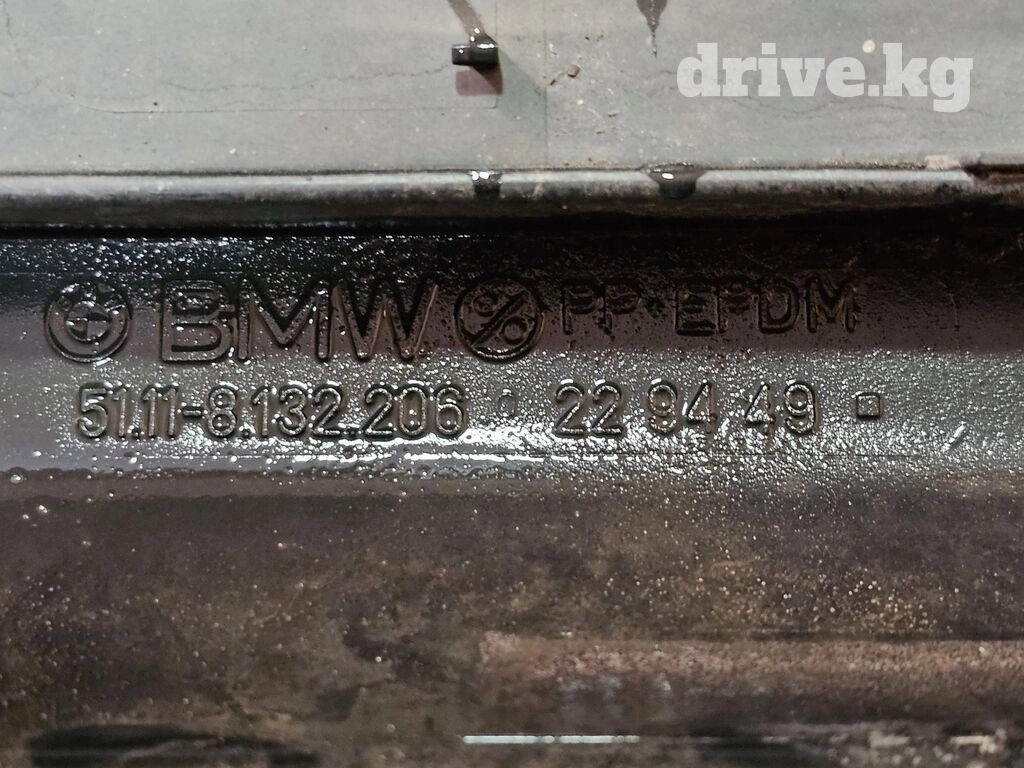 drive.kg
BMW PP·EPDM
51.11-8.132.206 22 94 49